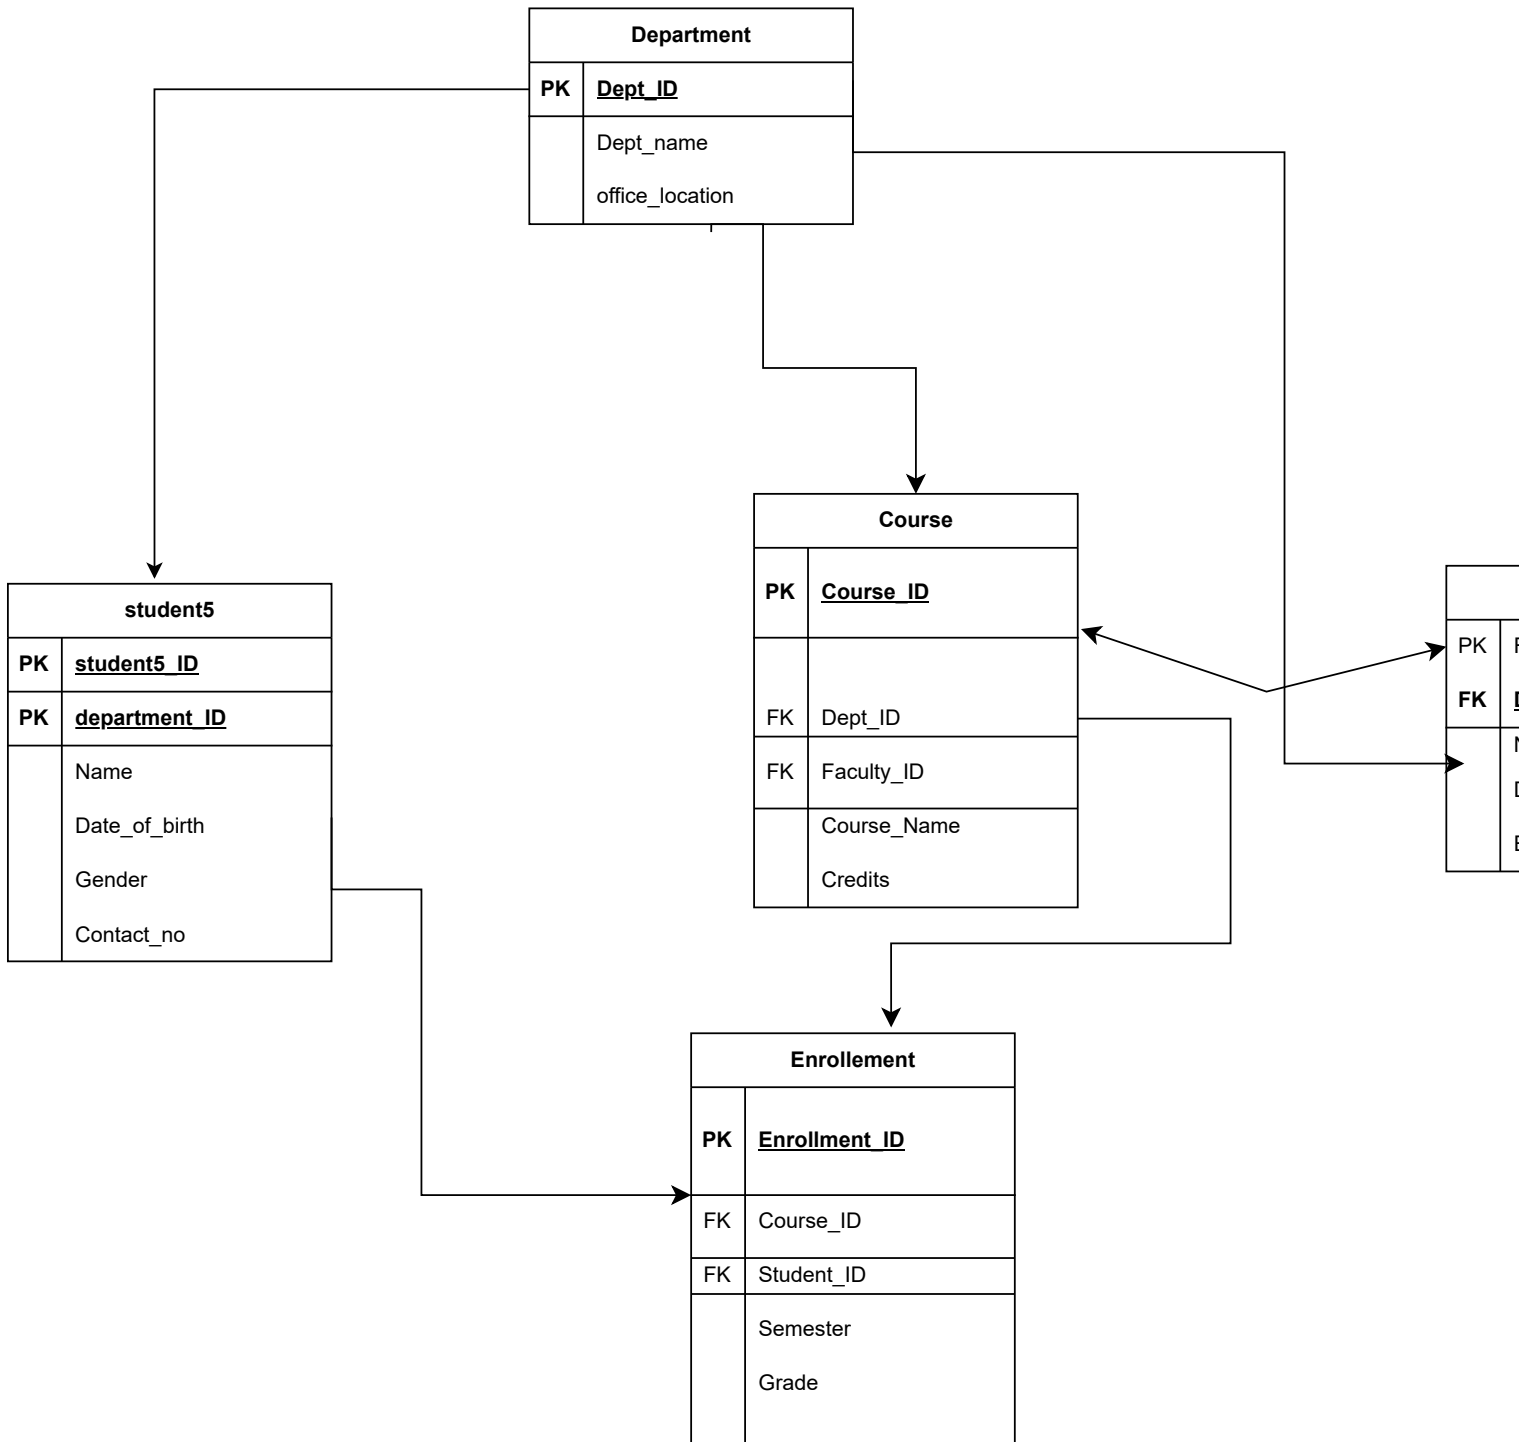 Department
PK Dept_ID
Dept_name
office_location
student5
PK student5_ID
PK department_ID
Name
Date_of_birth
Gender
Contact_no
Course
PK Course_ID
FK Dept_ID
FK Faculty_ID
Course_Name
Credits
PK
FK
Enrollement
PK Enrollment_ID
FK Course_ID
FK Student_ID
Semester
Grade